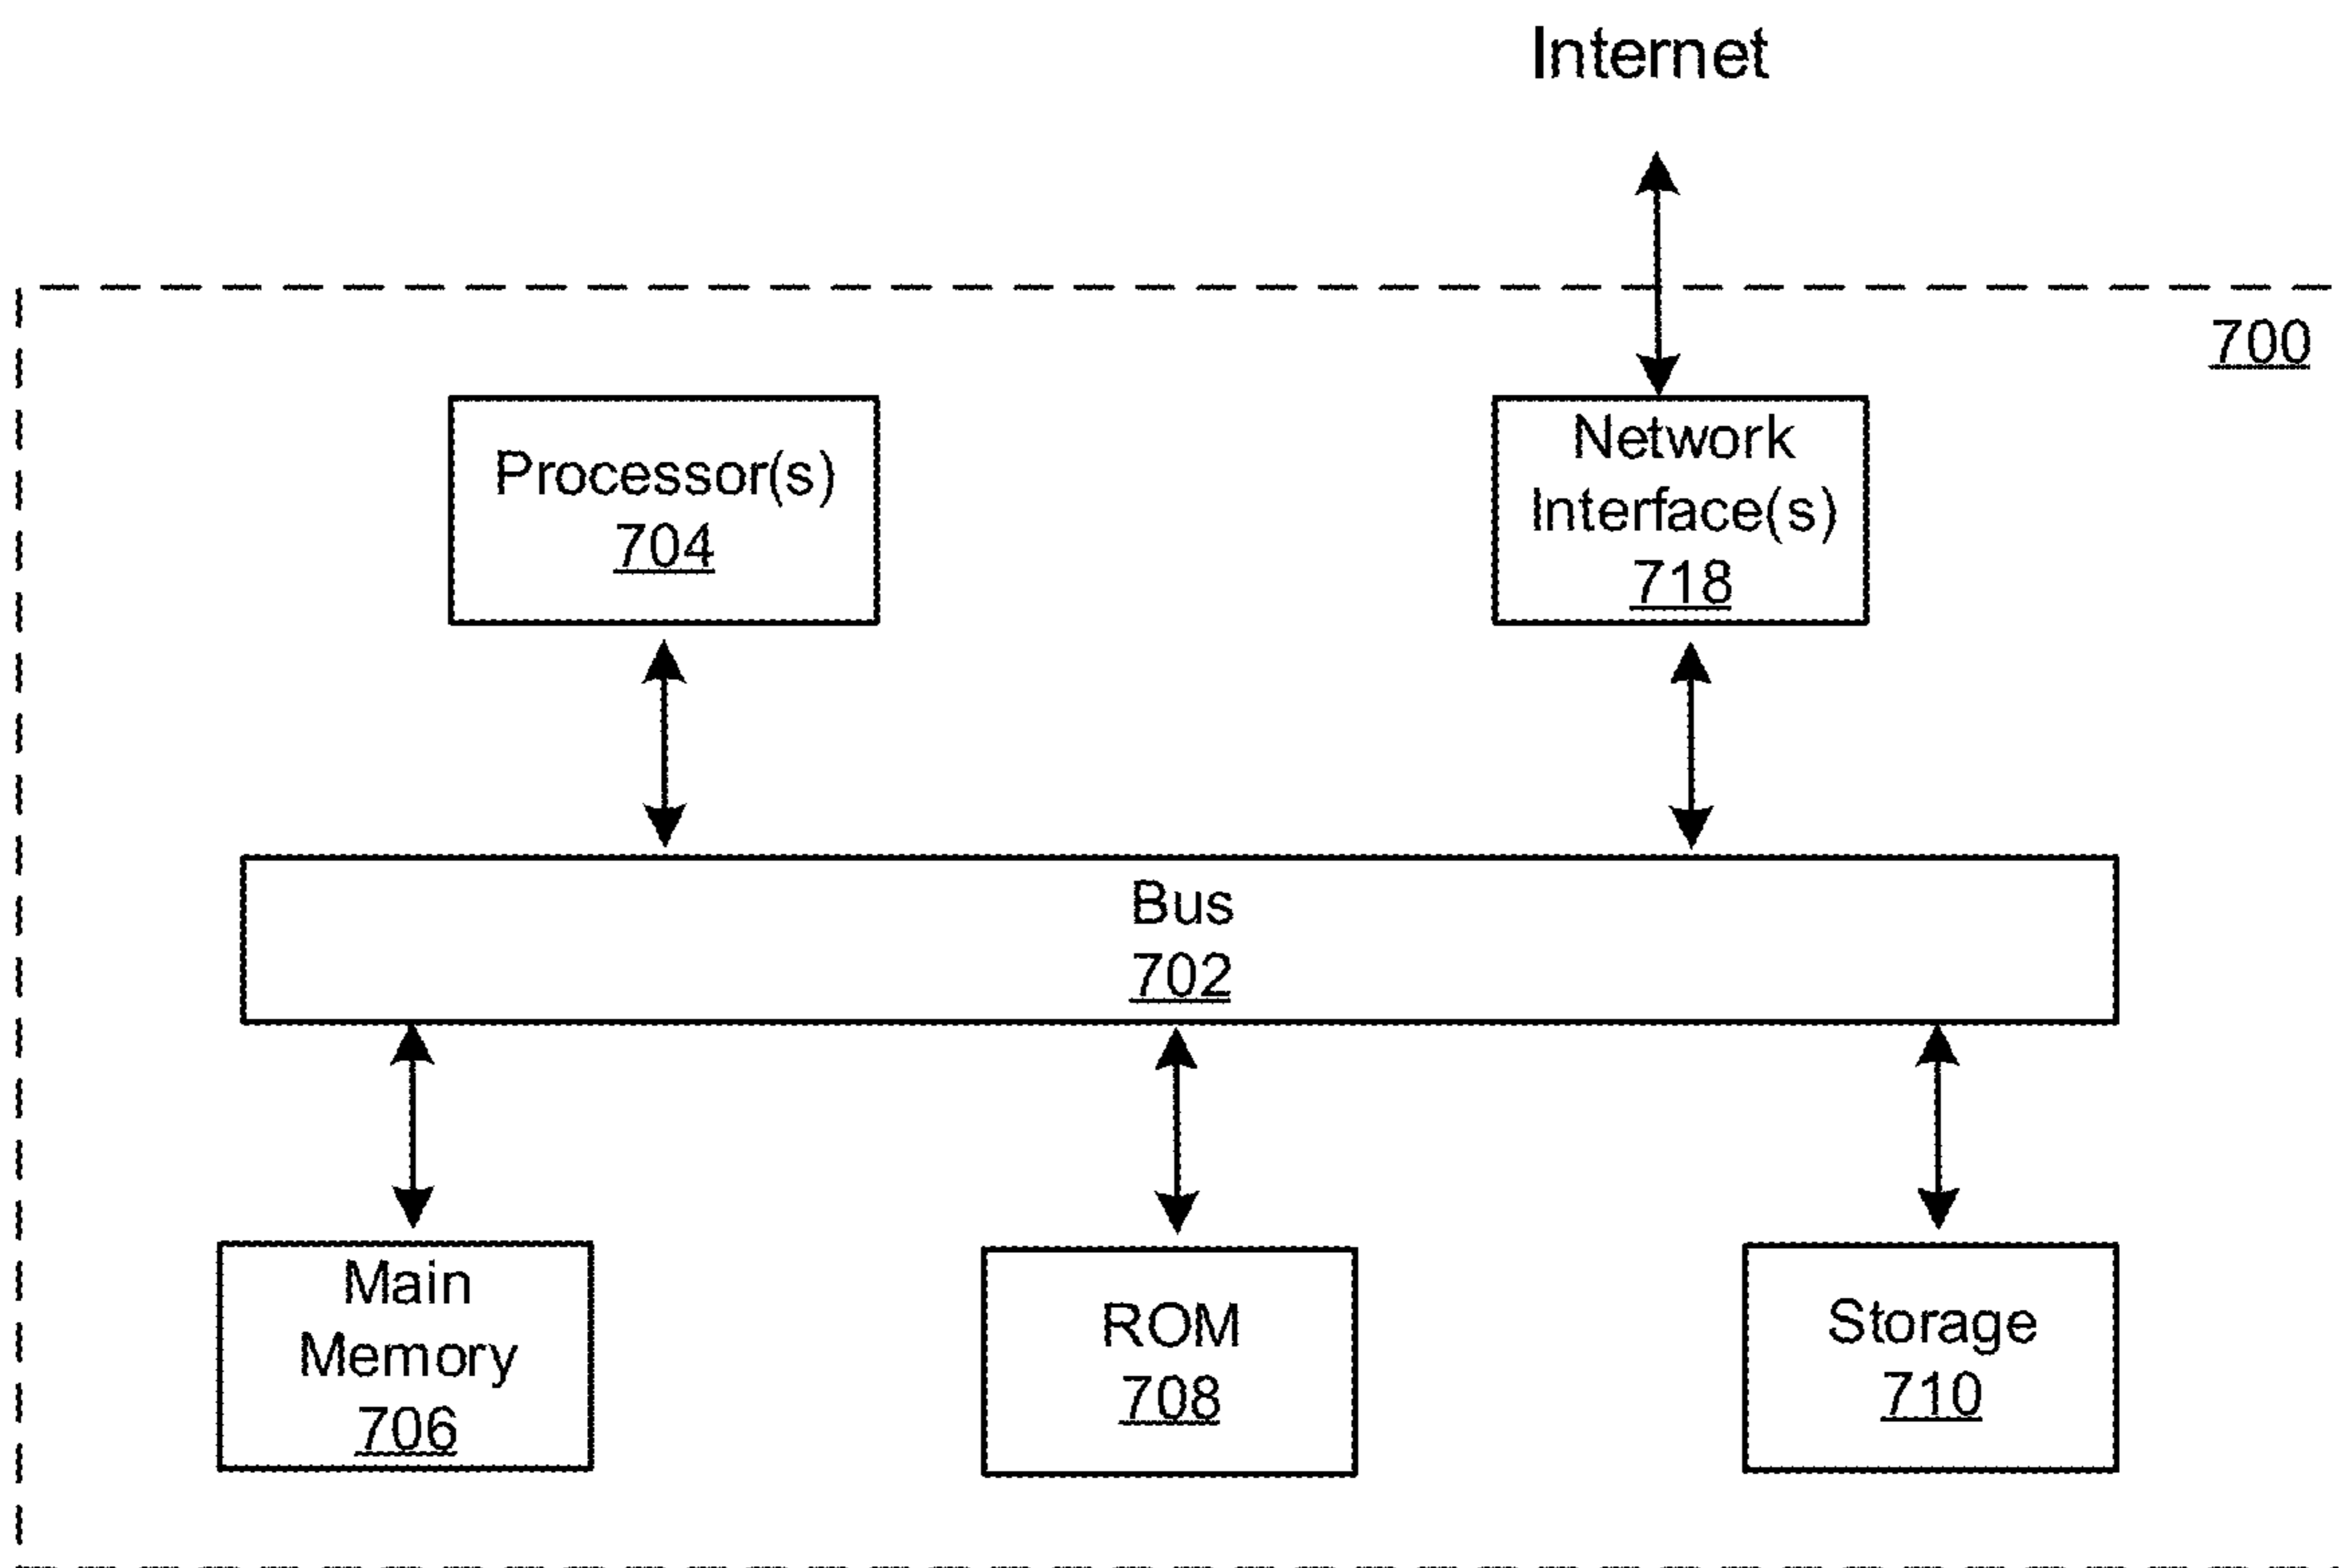 Internet
700
Processor(s)
704
Network
Interface(s)
718
Bus
702
Main
Memory
706
ROM
708
Storage
710